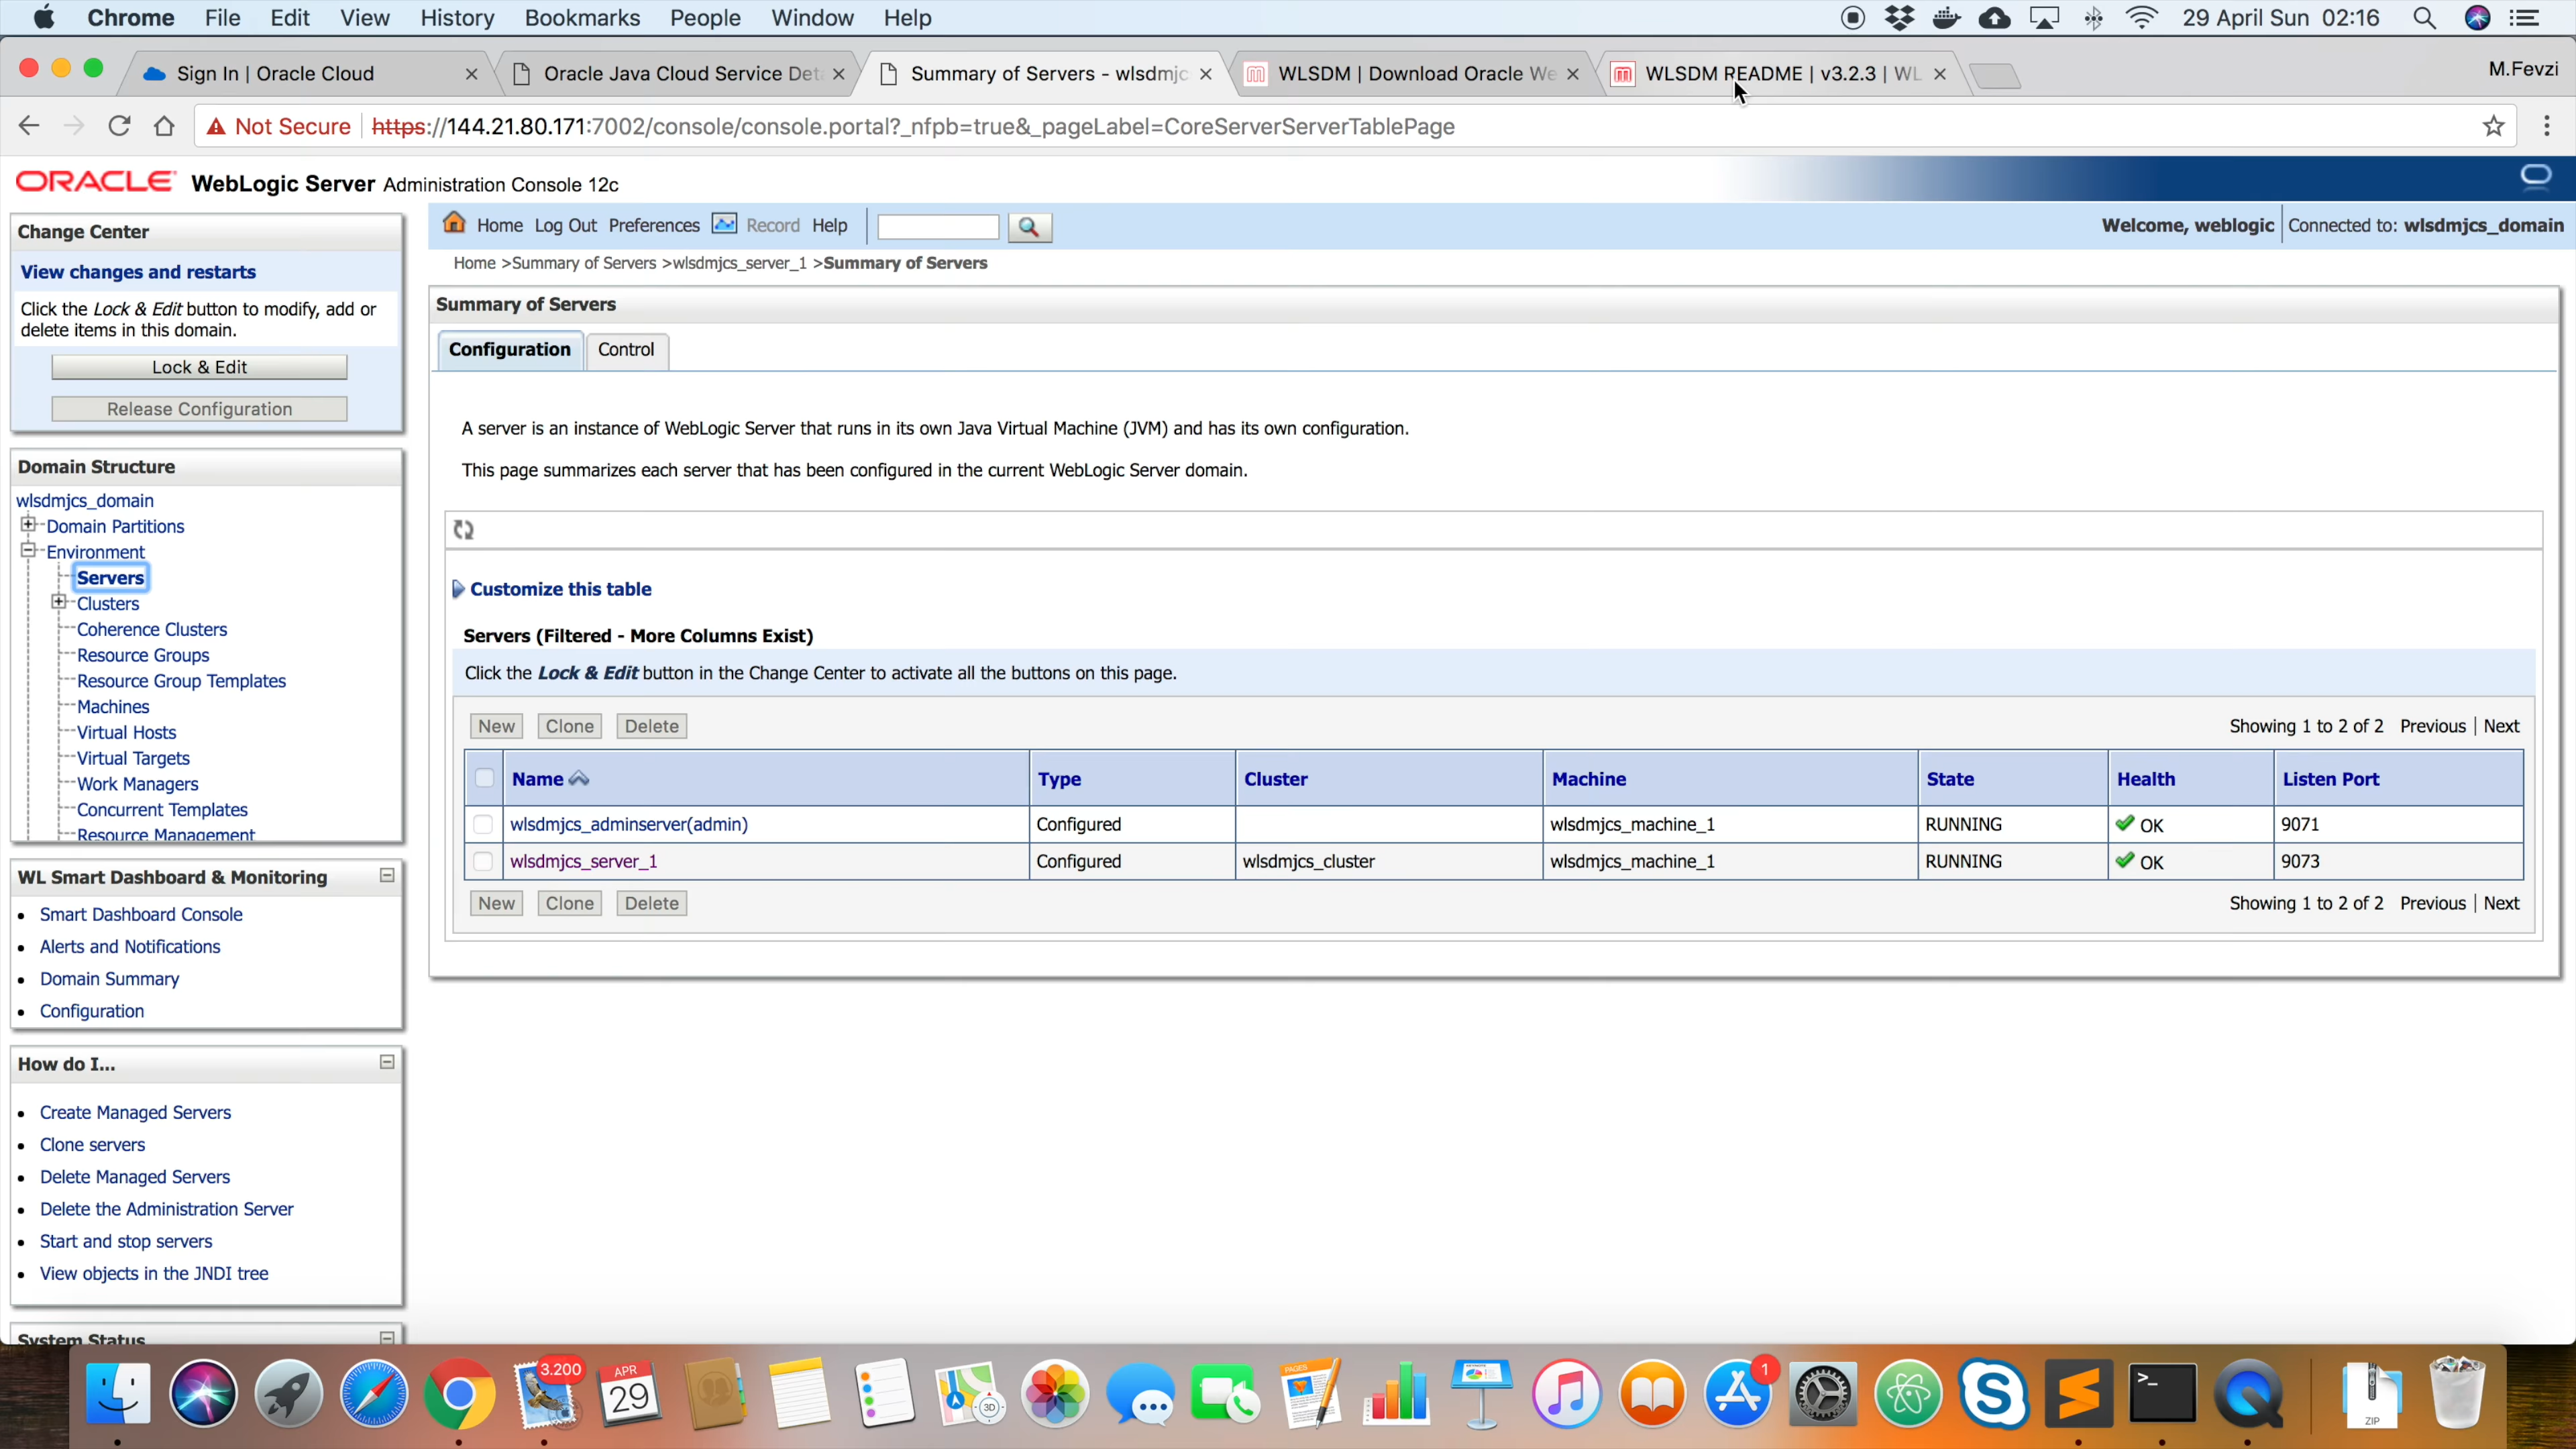 Chrome File Edit View History Bookmarks People Window Help 29 April Sun 02:16
Sign In | Oracle Cloud
Oracle Java Cloud Service Det
Summary of Servers - wlsdmjc
WLSDM | Download Oracle We
WLSDM README | v3.2.3 | WL
M.Fevzi
Not Secure https://144.21.80.171:7002/console/console.portal?_nfpb=true&_pageLabel=CoreServerServerTablePage
ORACLE WebLogic Server Administration Console 12c
Change Center
View changes and restarts
Click the Lock & Edit button to modify, add or
delete items in this domain.
Lock & Edit
Release Configuration
Domain Structure
wlsdmjcs_domain
Domain Partitions
Environment
Servers
Clusters
Coherence Clusters
Resource Groups
Resource Group Templates
Machines
Virtual Hosts
Virtual Targets
Work Managers
Concurrent Templates
Resource Management
WL Smart Dashboard & Monitoring
Smart Dashboard Console
Alerts and Notifications
Domain Summary
Configuration
How do I...
Create Managed Servers
Clone servers
Delete Managed Servers
Delete the Administration Server
Start and stop servers
View objects in the JNDI tree
System Status
Home Log Out Preferences Record Help
Welcome, weblogic Connected to: wlsdmjcs_domain
Home >Summary of Servers >wlsdmjcs_server_1 >Summary of Servers
Summary of Servers
Configuration Control
A server is an instance of WebLogic Server that runs in its own Java Virtual Machine (JVM) and has its own configuration.
This page summarizes each server that has been configured in the current WebLogic Server domain.
Customize this table
Servers (Filtered - More Columns Exist)
Click the Lock & Edit button in the Change Center to activate all the buttons on this page.
New Clone Delete Showing 1 to 2 of 2 Previous | Next
Name Type Cluster Machine State Health Listen Port
wlsdmjcs_adminserver(admin) Configured wlsdmjcs_machine_1 RUNNING OK 9071
wlsdmjcs_server_1 Configured wlsdmjcs_cluster wlsdmjcs_machine_1 RUNNING OK 9073
New Clone Delete Showing 1 to 2 of 2 Previous | Next
3.200
APR
29
3D
PAGES
1
>_
ZIP